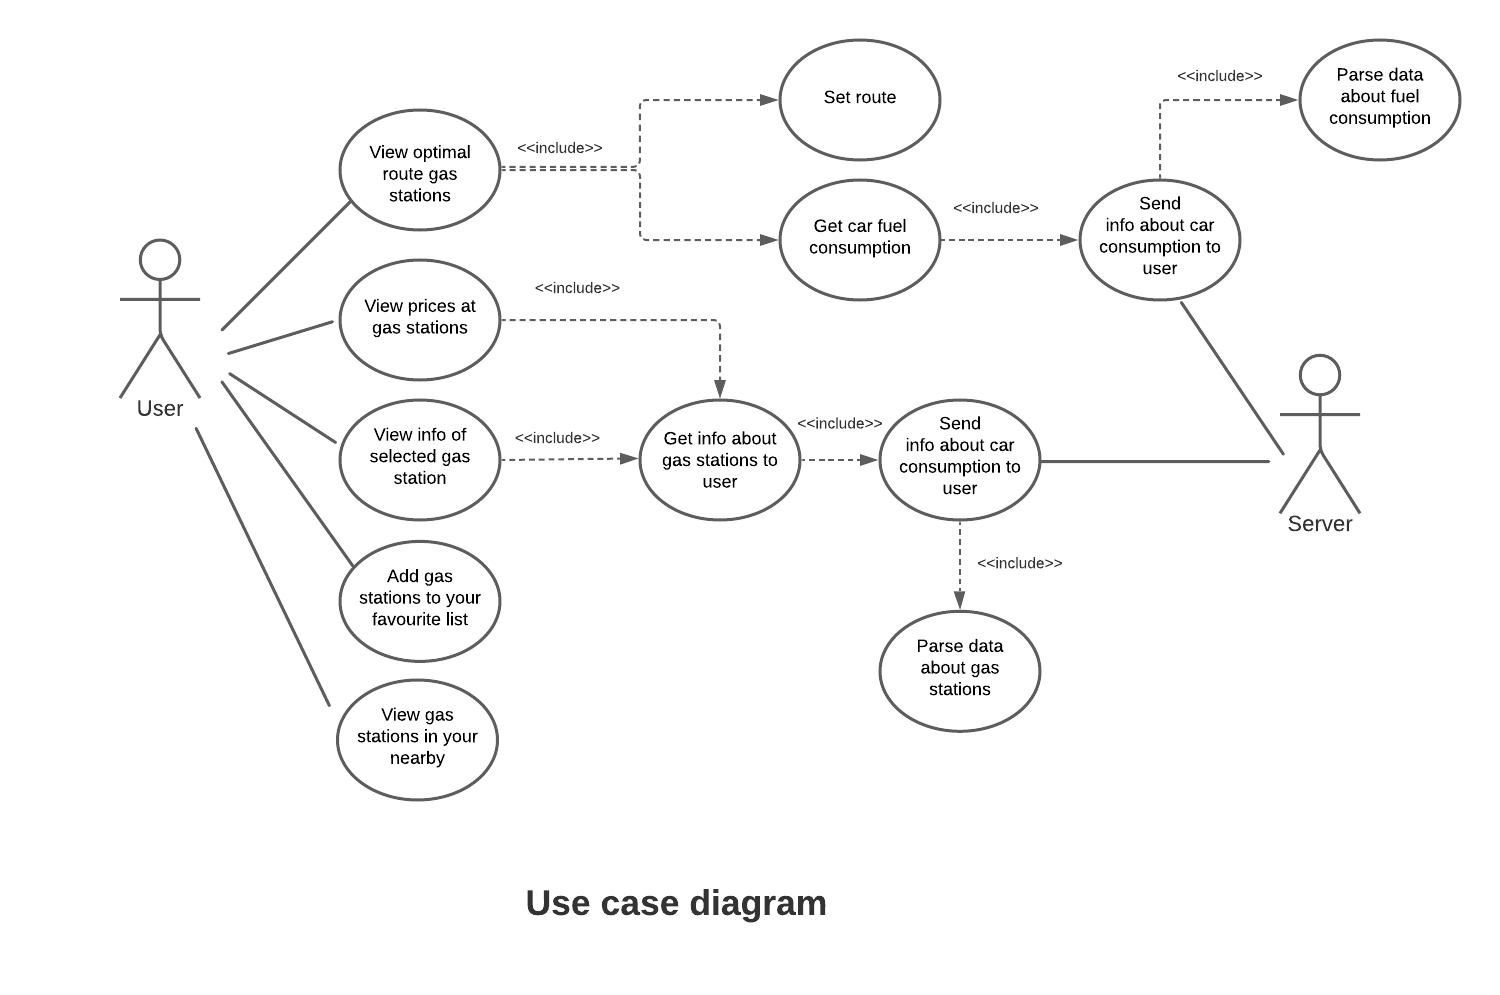 Parse data
about fuel
consumption
<<include>>
Set route
<<include>>
View optimal
route gas
stations
Send
info about car
consumption to
user
<<include>>
Get car fuel
consumption
<<include>>
View prices at
gas stations
User
View info of
selected gas
station
<<include>>
Get info about
gas stations to
user
<<include>>
Send
info about car
consumption to
user
Server
<<include>>
Add gas
stations to your
favourite list
Parse data
about gas
stations
View gas
stations in your
nearby
Use case diagram